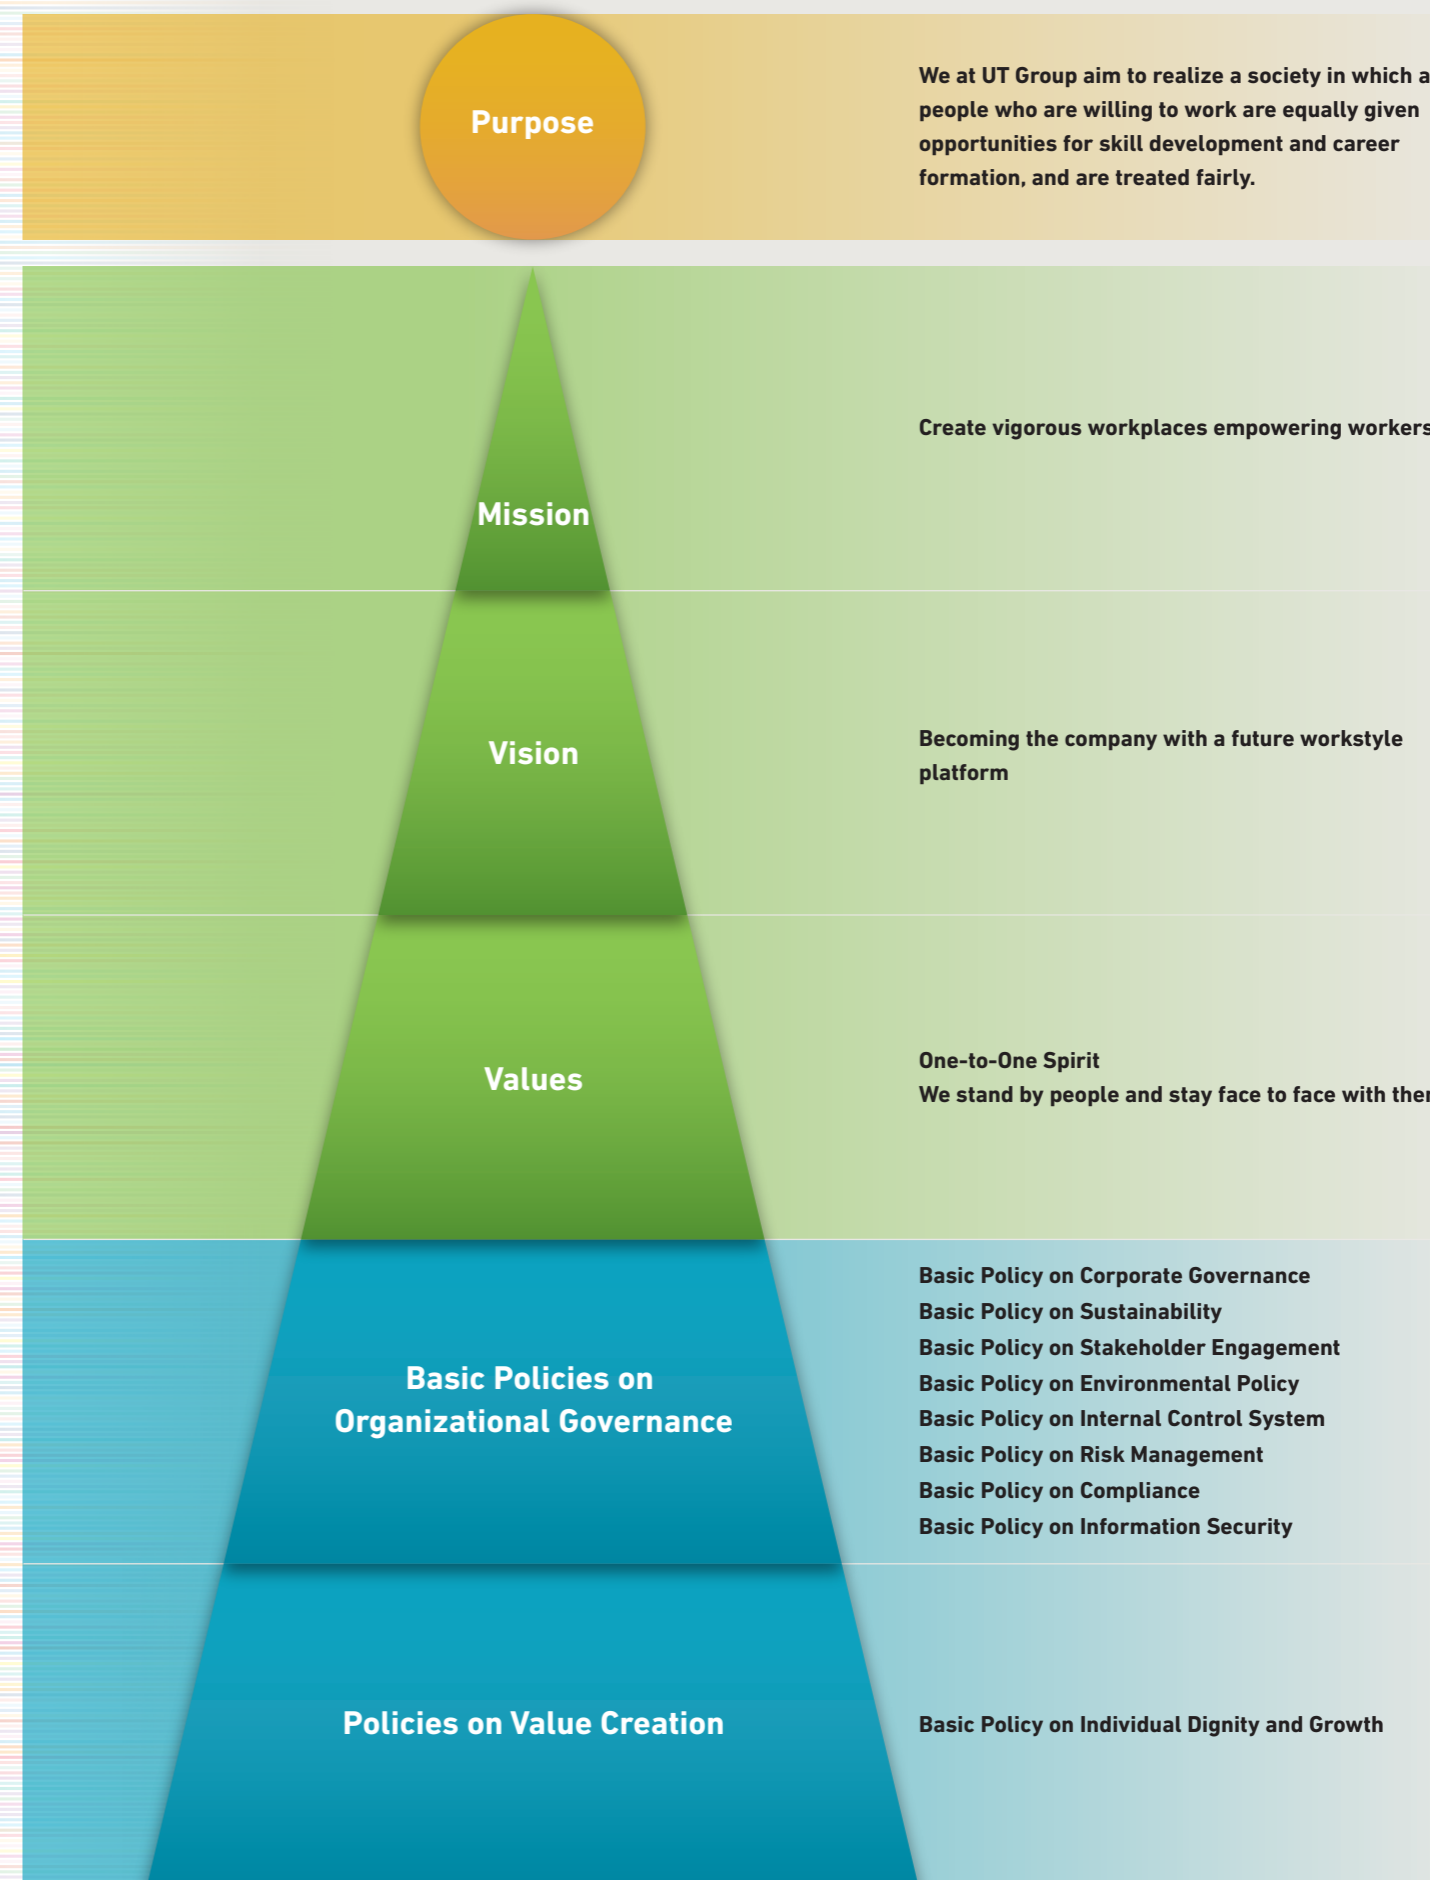 Purpose
We at UT Group aim to realize a society in which
people who are willing to work are equally given
opportunities for skill development and career
formation, and are treated fairly.
Mission
Create vigorous workplaces empowering workers
Vision
Becoming the company with a future workstyle
platform
Values
One-to-One Spirit
We stand by people and stay face to face with
Basic Policies on
Organizational Governance
Basic Policy on Corporate Governance
Basic Policy on Sustainability
Basic Policy on Stakeholder Engagement
Basic Policy on Environmental Policy
Basic Policy on Internal Control System
Basic Policy on Risk Management
Basic Policy on Compliance
Basic Policy on Information Security
Policies on Value Creation
Basic Policy on Individual Dignity and Growth